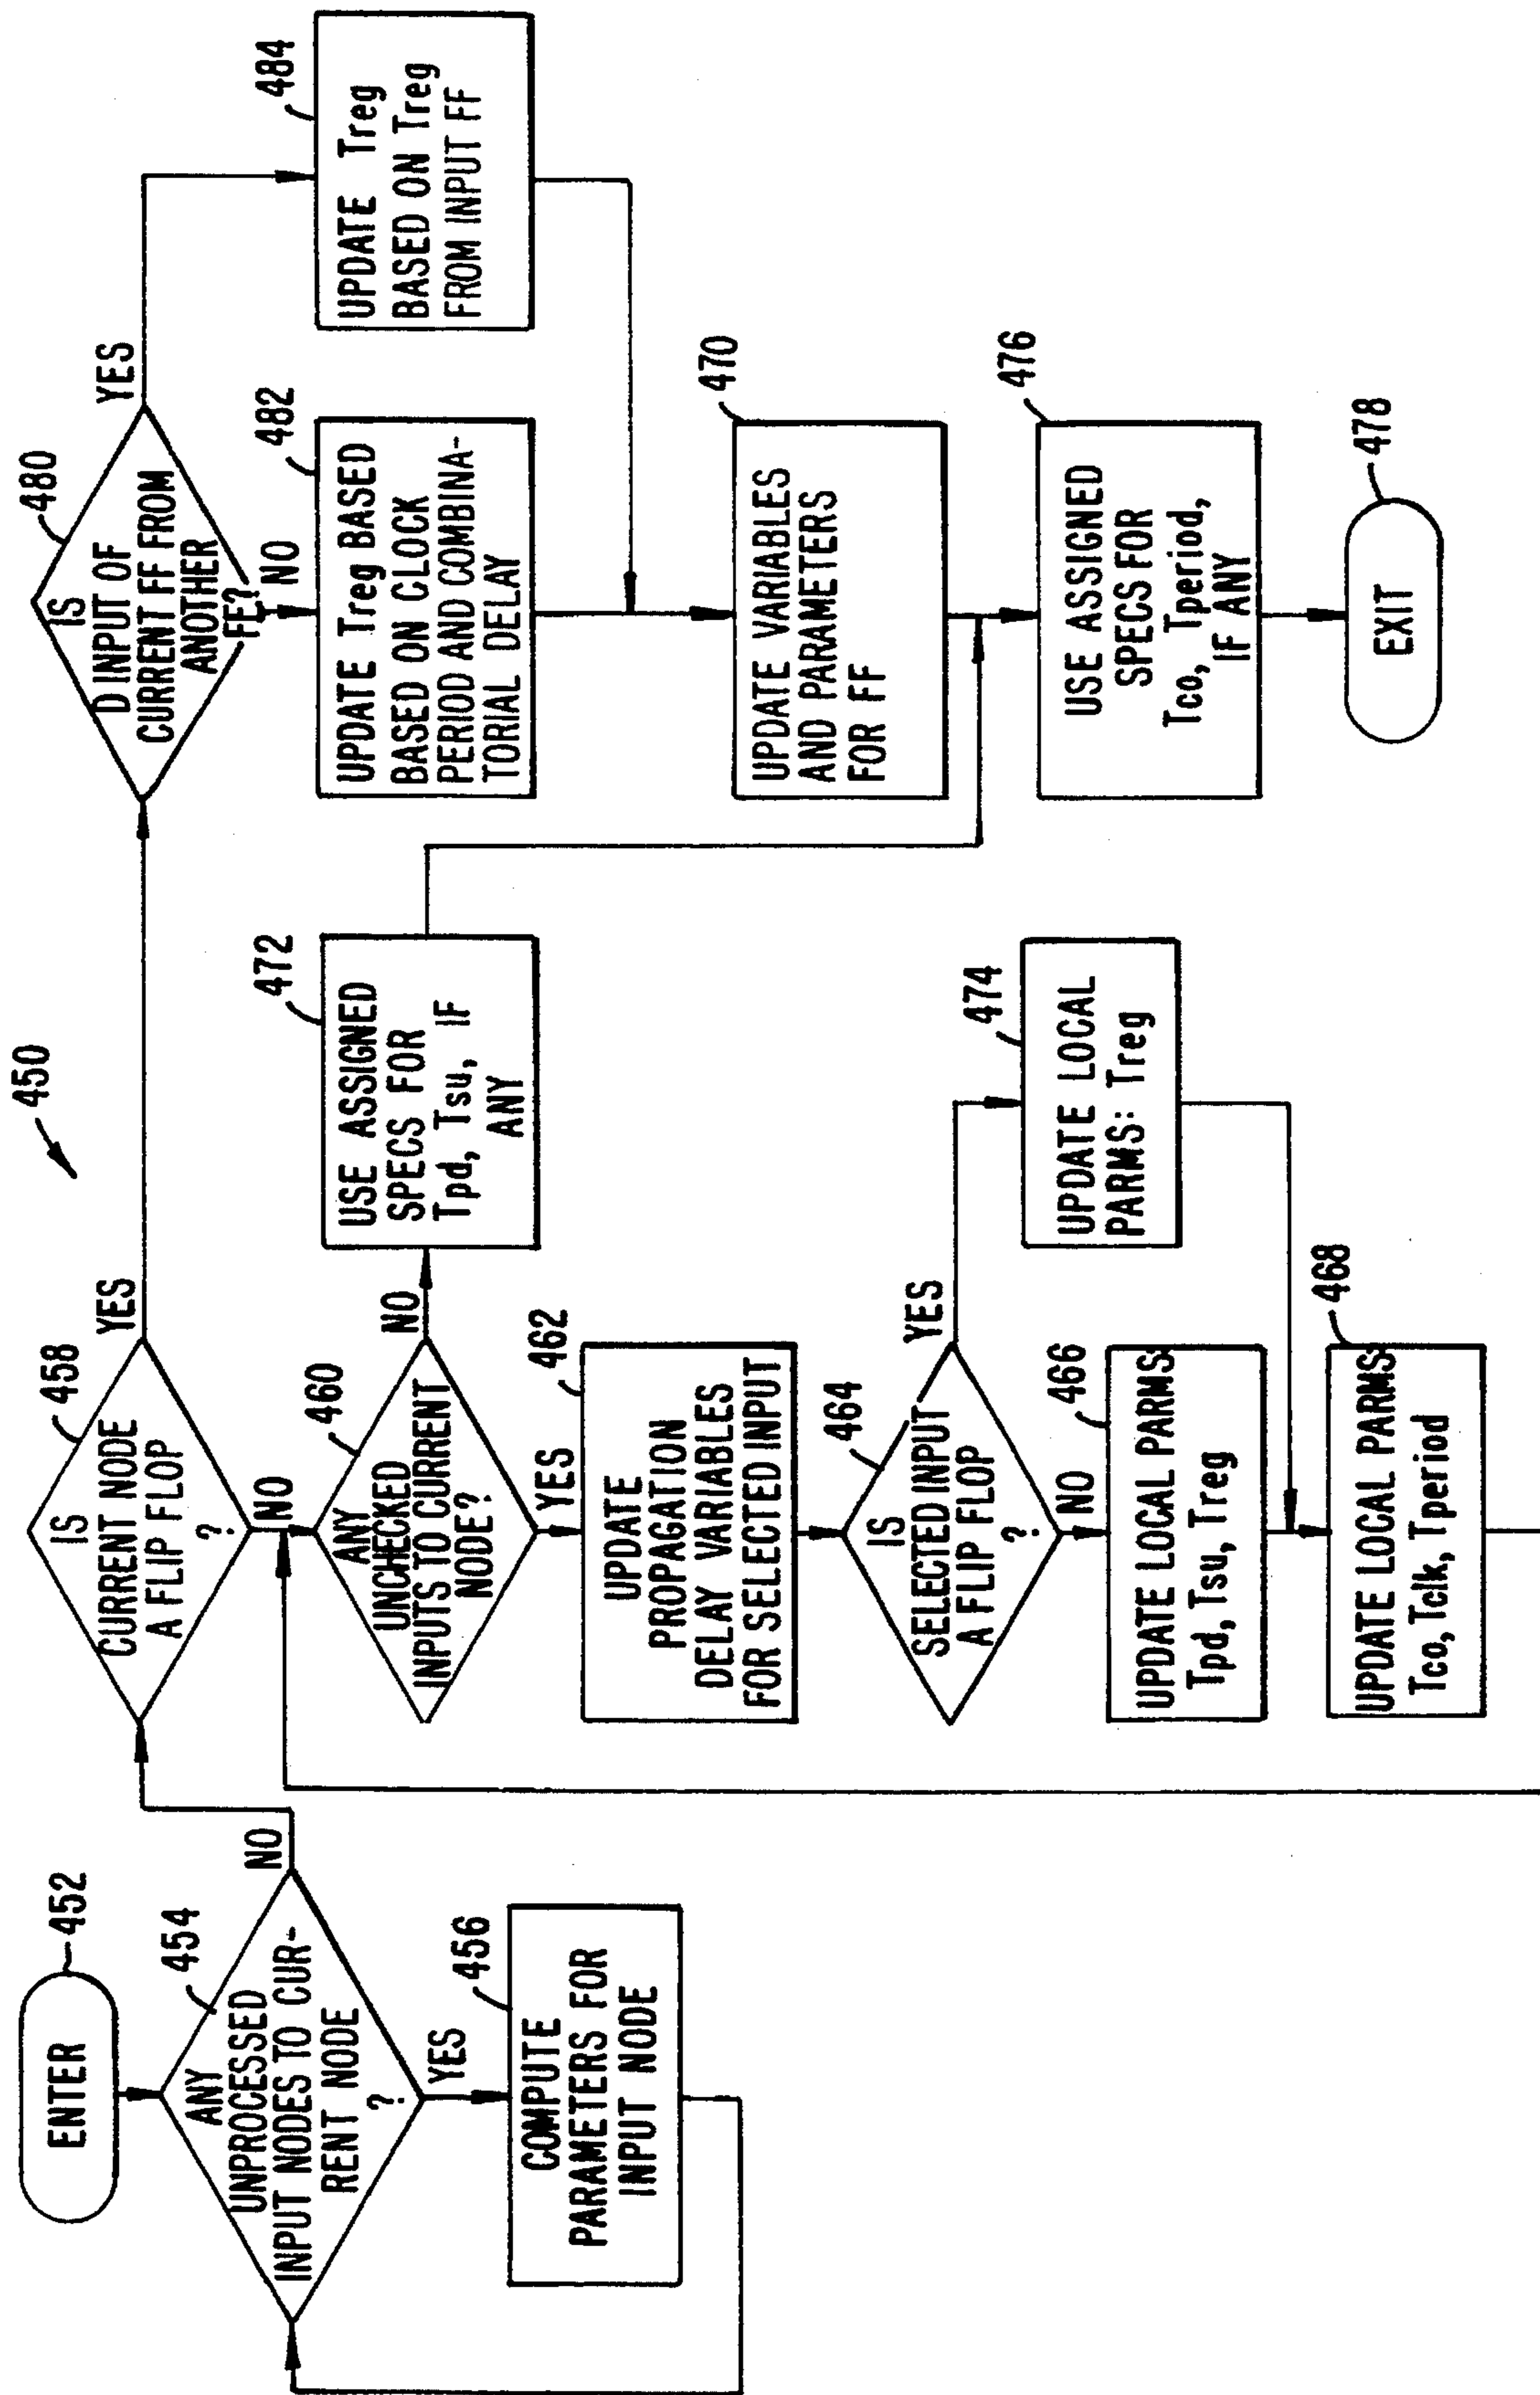 450
ENTER
452
ANY
UNPROCESSED
INPUT NODES TO CUR-
RENT NODE
?
454
NO
YES
COMPUTE
PARAMETERS FOR
INPUT NODE
456
IS
CURRENT NODE
A FLIP FLOP
?
458
YES
NO
ANY
UNCHECKED
INPUTS TO CURRENT
NODE?
460
NO
YES
UPDATE
PROPAGATION
DELAY VARIABLES
FOR SELECTED INPUT
462
IS
SELECTED INPUT
A FLIP FLOP
?
464
YES
NO
UPDATE LOCAL PARMS:
Tpd, Tsu, Treg
466
UPDATE LOCAL PARMS:
Tco, Tclk, Tperiod
468
USE ASSIGNED
SPECS FOR
Tpd, Tsu, IF
ANY
472
UPDATE LOCAL
PARMS: Treg
474
IS
D INPUT OF
CURRENT FF FROM
ANOTHER
FF?
480
YES
NO
UPDATE Treg BASED
BASED ON CLOCK
PERIOD AND COMBINA-
TORIAL DELAY
482
UPDATE Treg
BASED ON Treg
FROM INPUT FF
484
UPDATE VARIABLES
AND PARAMETERS
FOR FF
470
USE ASSIGNED
SPECS FOR
Tco, Tperiod,
IF ANY
476
EXIT
478